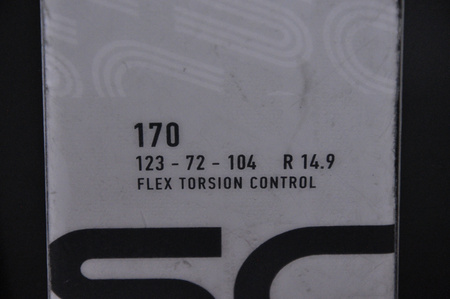 170
123 - 72 - 104 R 14.9
FLEX TORSION CONTROL